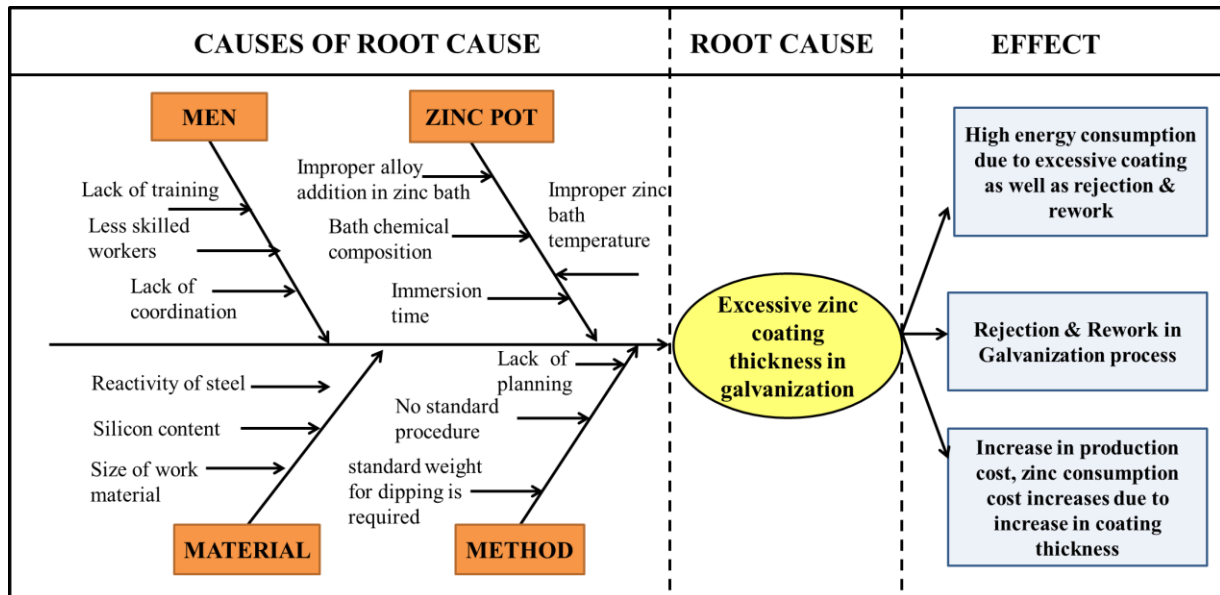 CAUSES OF ROOT CAUSE
ROOT CAUSE
EFFECT
MEN
Lack of training
Less skilled
workers
Lack of
coordination
ZINC POT
Improper alloy
addition in zinc bath
Bath chemical
composition
Immersion
time
Improper zinc
bath
temperature
Reactivity of steel
Silicon content
Size of work
material
MATERIAL
Lack of
planning
No standard
procedure
standard weight
for dipping is
required
METHOD
Excessive zinc
coating
thickness in
galvanization
High energy consumption
due to excessive coating
as well as rejection &
rework
Rejection & Rework in
Galvanization process
Increase in production
cost, zinc consumption
cost increases due to
increase in coating
thickness